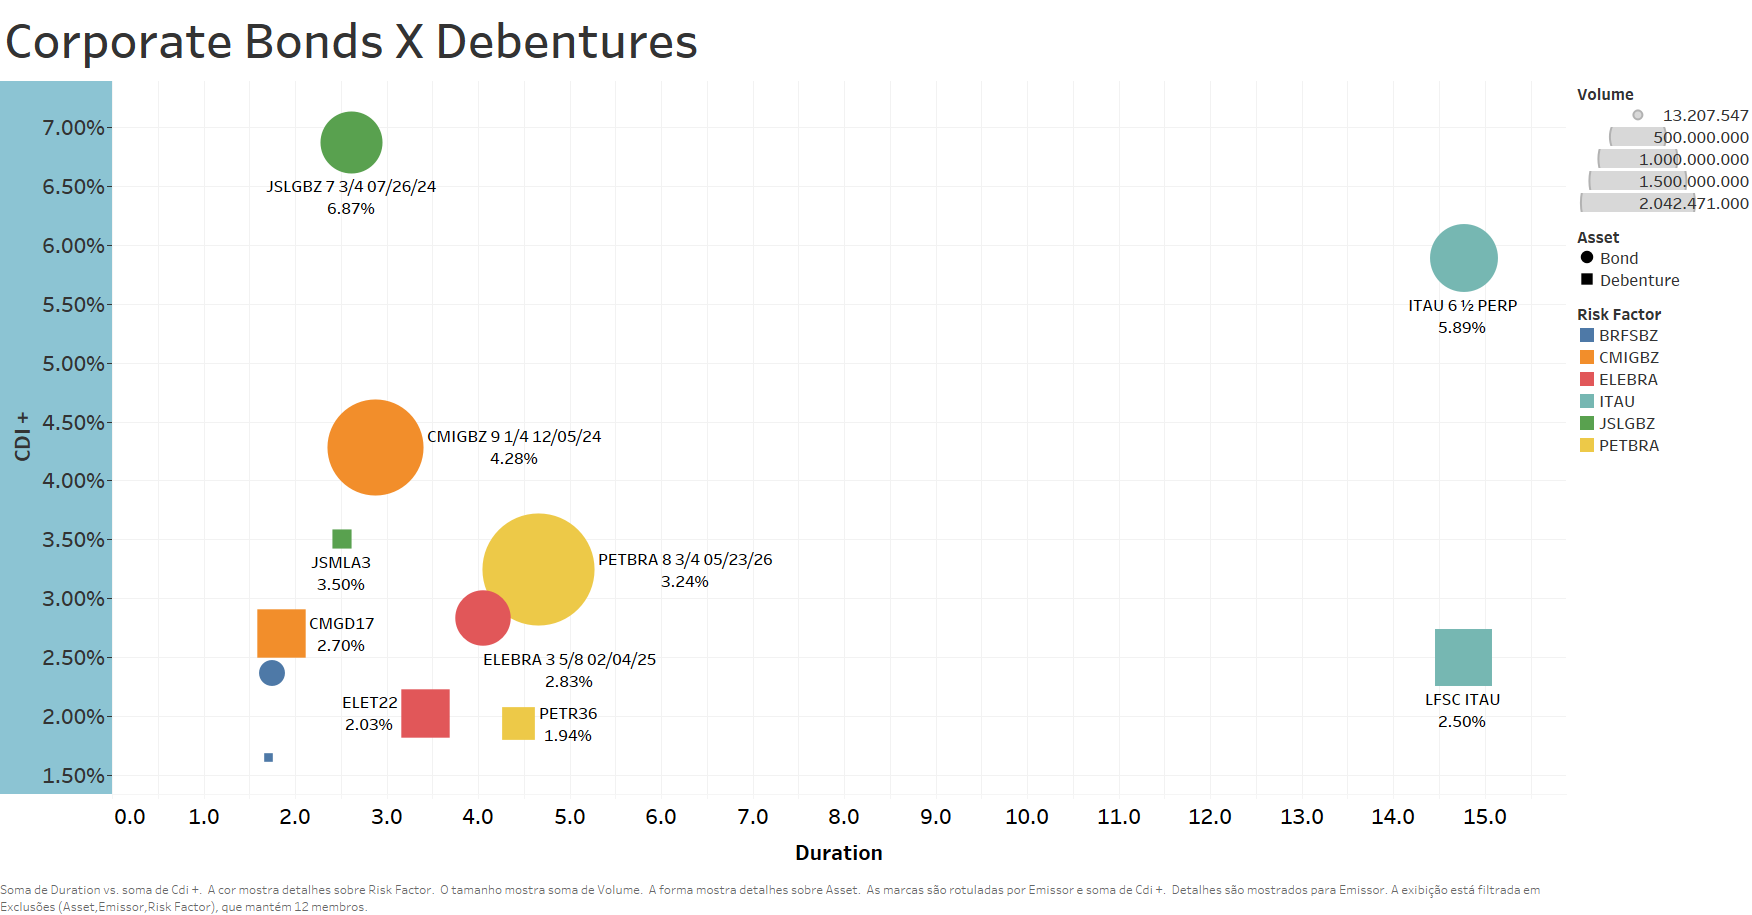 Corporate Bonds X Debentures
CDI +
7.00%
6.50%
6.00%
5.50%
5.00%
4.50%
4.00%
3.50%
3.00%
2.50%
2.00%
1.50%
JSLGBZ 7 3/4 07/26/24
6.87%
ITAU 6 ½ PERP
5.89%
CMIGBZ 9 1/4 12/05/24
4.28%
JSMLA3
3.50%
PETBRA 8 3/4 05/23/26
3.24%
CMGD17
2.70%
ELEBRA 3 5/8 02/04/25
2.83%
ELET22
2.03%
PETR36
1.94%
LFSC ITAU
2.50%
0.0 1.0 2.0 3.0 4.0 5.0 6.0 7.0 8.0 9.0 10.0 11.0 12.0 13.0 14.0 15.0
Duration
Volume
13.207.547
500.000.000
1.000.000.000
1.500.000.000
2.042.471.000
Asset
Bond
Debenture
Risk Factor
BRFSBZ
CMIGBZ
ELEBRA
ITAU
JSLGBZ
PETBRA
Soma de Duration vs. soma de Cdi +. A cor mostra detalhes sobre Risk Factor. O tamanho mostra soma de Volume. A forma mostra detalhes sobre Asset. As marcas são rotuladas por Emissor e soma de Cdi +. Detalhes são mostrados para Emissor. A exibição está filtrada em
Exclusões (Asset,Emissor,Risk Factor), que mantém 12 membros.